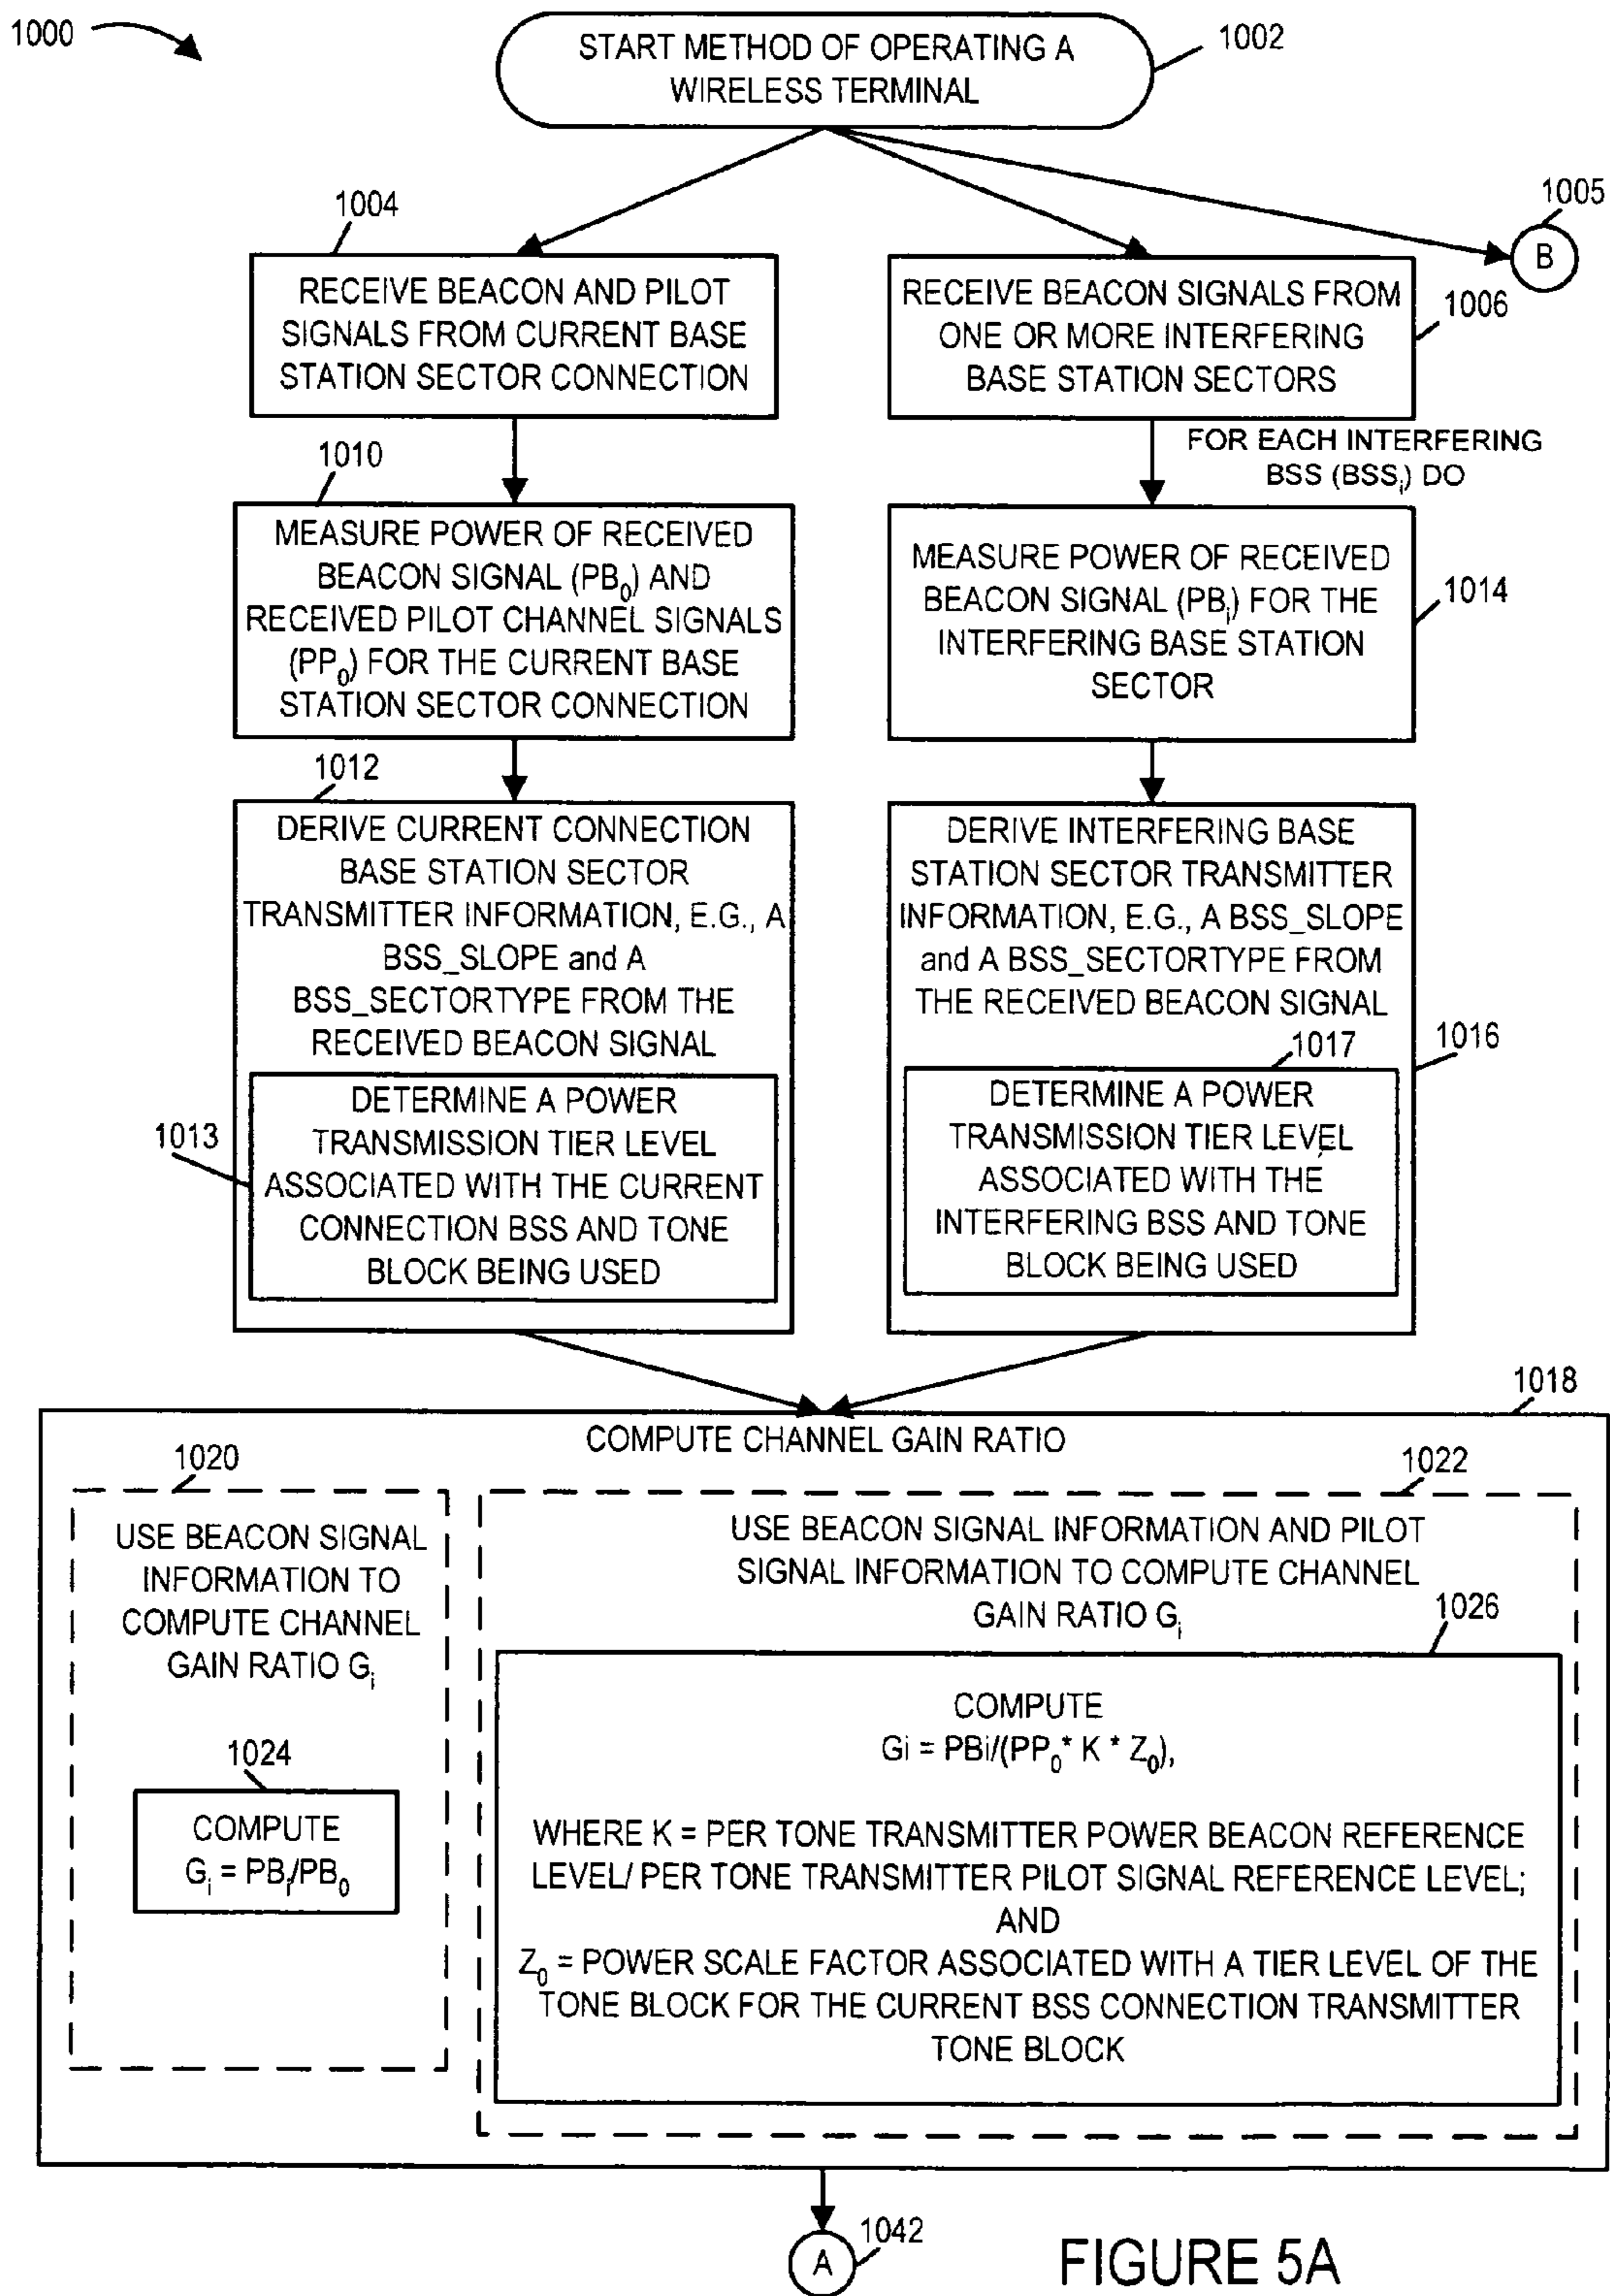 1000
START METHOD OF OPERATING A
WIRELESS TERMINAL
1002
1005
B
1004
RECEIVE BEACON AND PILOT
SIGNALS FROM CURRENT BASE
STATION SECTOR CONNECTION
RECEIVE BEACON SIGNALS FROM
ONE OR MORE INTERFERING
BASE STATION SECTORS
1006
FOR EACH INTERFERING
BSS (BSSᵢ) DO
1010
MEASURE POWER OF RECEIVED
BEACON SIGNAL (PB₀) AND
RECEIVED PILOT CHANNEL SIGNALS
(PP₀) FOR THE CURRENT BASE
STATION SECTOR CONNECTION
MEASURE POWER OF RECEIVED
BEACON SIGNAL (PBᵢ) FOR THE
INTERFERING BASE STATION
SECTOR
1014
1012
DERIVE CURRENT CONNECTION
BASE STATION SECTOR
TRANSMITTER INFORMATION, E.G., A
BSS_SLOPE and A
BSS_SECTORTYPE FROM THE
RECEIVED BEACON SIGNAL
1013
DETERMINE A POWER
TRANSMISSION TIER LEVEL
ASSOCIATED WITH THE CURRENT
CONNECTION BSS AND TONE
BLOCK BEING USED
DERIVE INTERFERING BASE
STATION SECTOR TRANSMITTER
INFORMATION, E.G., A BSS_SLOPE
and A BSS_SECTORTYPE FROM
THE RECEIVED BEACON SIGNAL
1017
1016
DETERMINE A POWER
TRANSMISSION TIER LEVEL
ASSOCIATED WITH THE
INTERFERING BSS AND TONE
BLOCK BEING USED
1018
COMPUTE CHANNEL GAIN RATIO
1020
USE BEACON SIGNAL
INFORMATION TO
COMPUTE CHANNEL
GAIN RATIO Gᵢ
1024
COMPUTE
Gᵢ = PBᵢ/PB₀
1022
USE BEACON SIGNAL INFORMATION AND PILOT
SIGNAL INFORMATION TO COMPUTE CHANNEL
GAIN RATIO Gᵢ
1026
COMPUTE
Gi = PBi/(PP₀* K * Z₀),
WHERE K = PER TONE TRANSMITTER POWER BEACON REFERENCE
LEVEL/ PER TONE TRANSMITTER PILOT SIGNAL REFERENCE LEVEL;
AND
Z₀ = POWER SCALE FACTOR ASSOCIATED WITH A TIER LEVEL OF THE
TONE BLOCK FOR THE CURRENT BSS CONNECTION TRANSMITTER
TONE BLOCK
A
1042
FIGURE 5A